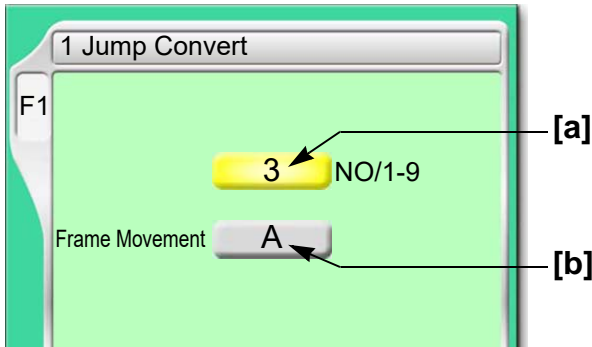 1 Jump Convert
F1
[a]
3 NO/1-9
Frame Movement A
[b]